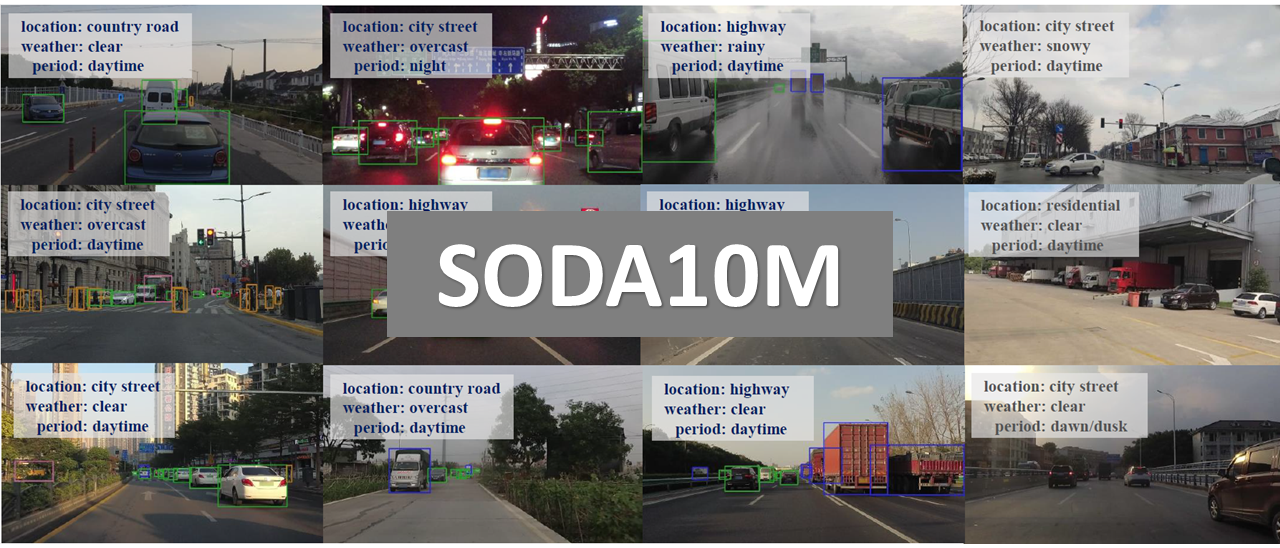 location: country road
weather: clear
period: daytime
location: city street
weather: overcast
period: night
location: highway
weather: rainy
period: daytime
location: city street
weather: snowy
period: daytime
location: city street
weather: overcast
period: daytime
location: highway
location: highway
location: residential
weather: clear
period: daytime
SODA10M
location: city street
weather: clear
period: daytime
location: country road
weather: overcast
period: daytime
location: highway
weather: clear
period: daytime
location: city street
weather: clear
period: dawn/dusk